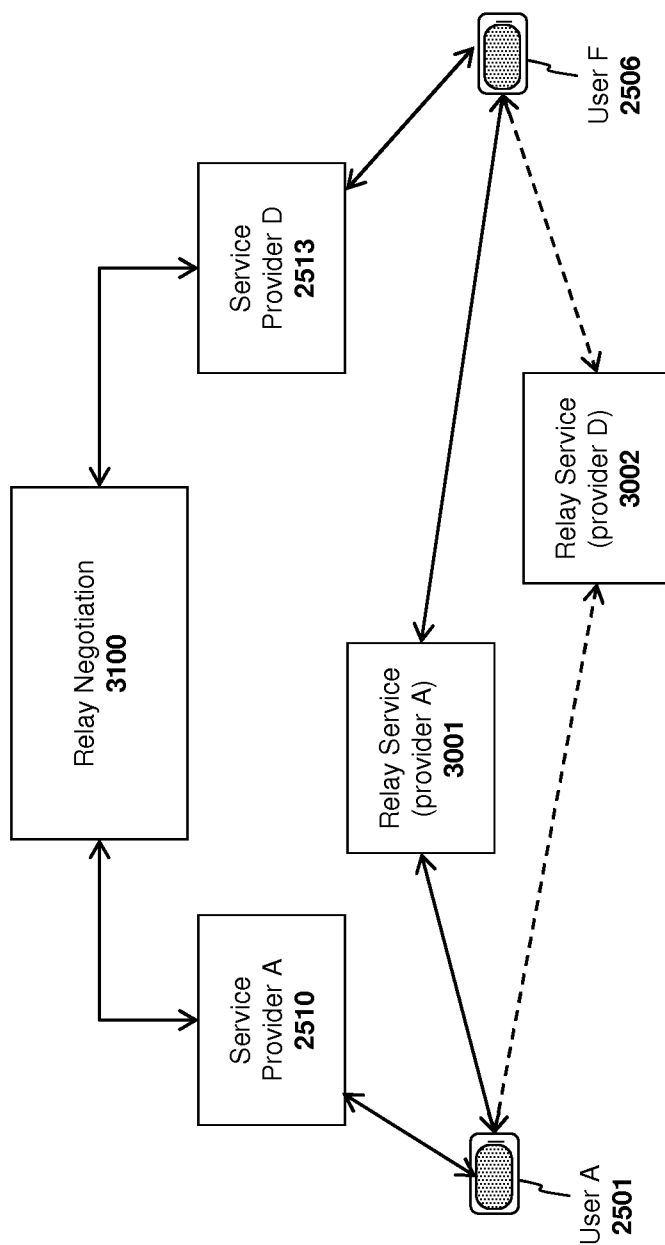 Relay Negotiation
3100
Service
Provider A
2510
Service
Provider D
2513
Relay Service
(provider A)
3001
Relay Service
(provider D)
3002
User A
2501
User F
2506